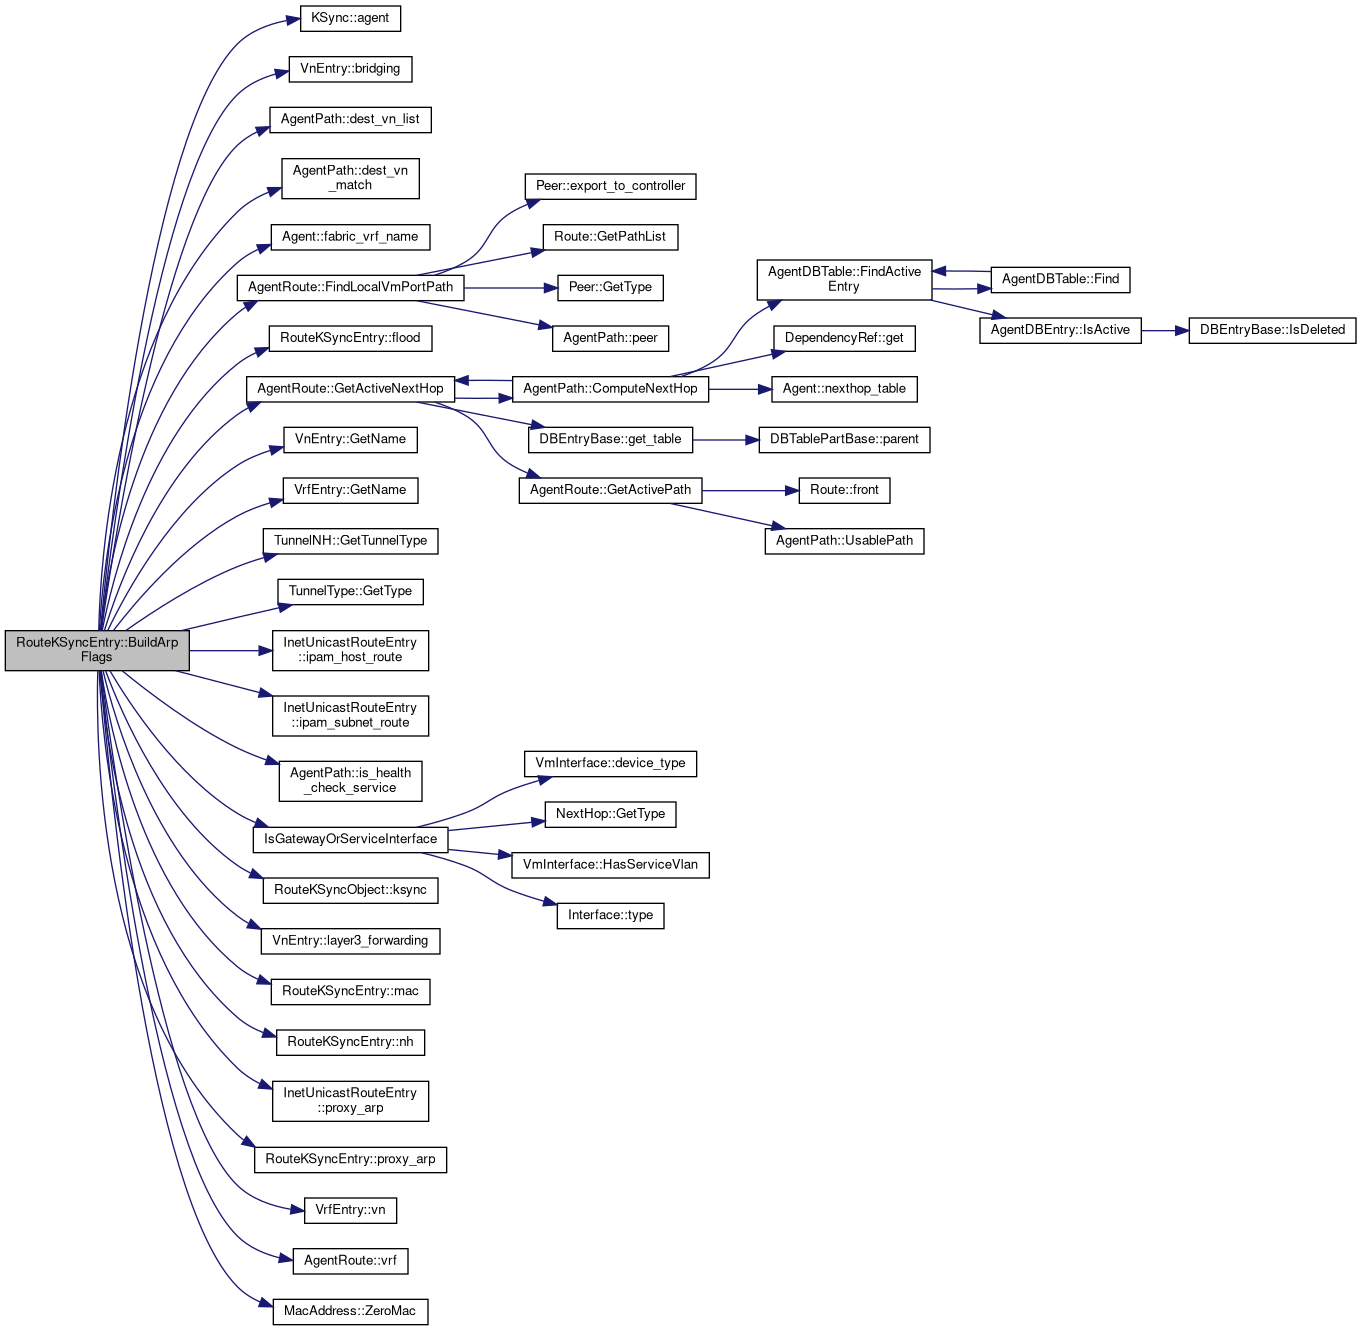 KSync::agent
VnEntry::bridging
AgentPath::dest_vn_list
AgentPath::dest_vn
_match
Agent::fabric_vrf_name
AgentRoute::FindLocalVmPortPath
RouteKSyncEntry::flood
AgentRoute::GetActiveNextHop
VnEntry::GetName
VrfEntry::GetName
TunnelNH::GetTunnelType
TunnelType::GetType
RouteKSyncEntry::BuildArp
Flags
InetUnicastRouteEntry
::ipam_host_route
InetUnicastRouteEntry
::ipam_subnet_route
AgentPath::is_health
_check_service
IsGatewayOrServiceInterface
RouteKSyncObject::ksync
VnEntry::layer3_forwarding
RouteKSyncEntry::mac
RouteKSyncEntry::nh
InetUnicastRouteEntry
::proxy_arp
RouteKSyncEntry::proxy_arp
VrfEntry::vn
AgentRoute::vrf
MacAddress::ZeroMac
Peer::export_to_controller
Route::GetPathList
Peer::GetType
AgentPath::peer
AgentPath::ComputeNextHop
DBEntryBase::get_table
AgentRoute::GetActivePath
VmInterface::device_type
NextHop::GetType
VmInterface::HasServiceVlan
Interface::type
AgentDBTable::FindActive
Entry
DependencyRef::get
Agent::nexthop_table
DBTablePartBase::parent
Route::front
AgentPath::UsablePath
AgentDBTable::Find
AgentDBEntry::IsActive
DBEntryBase::IsDeleted